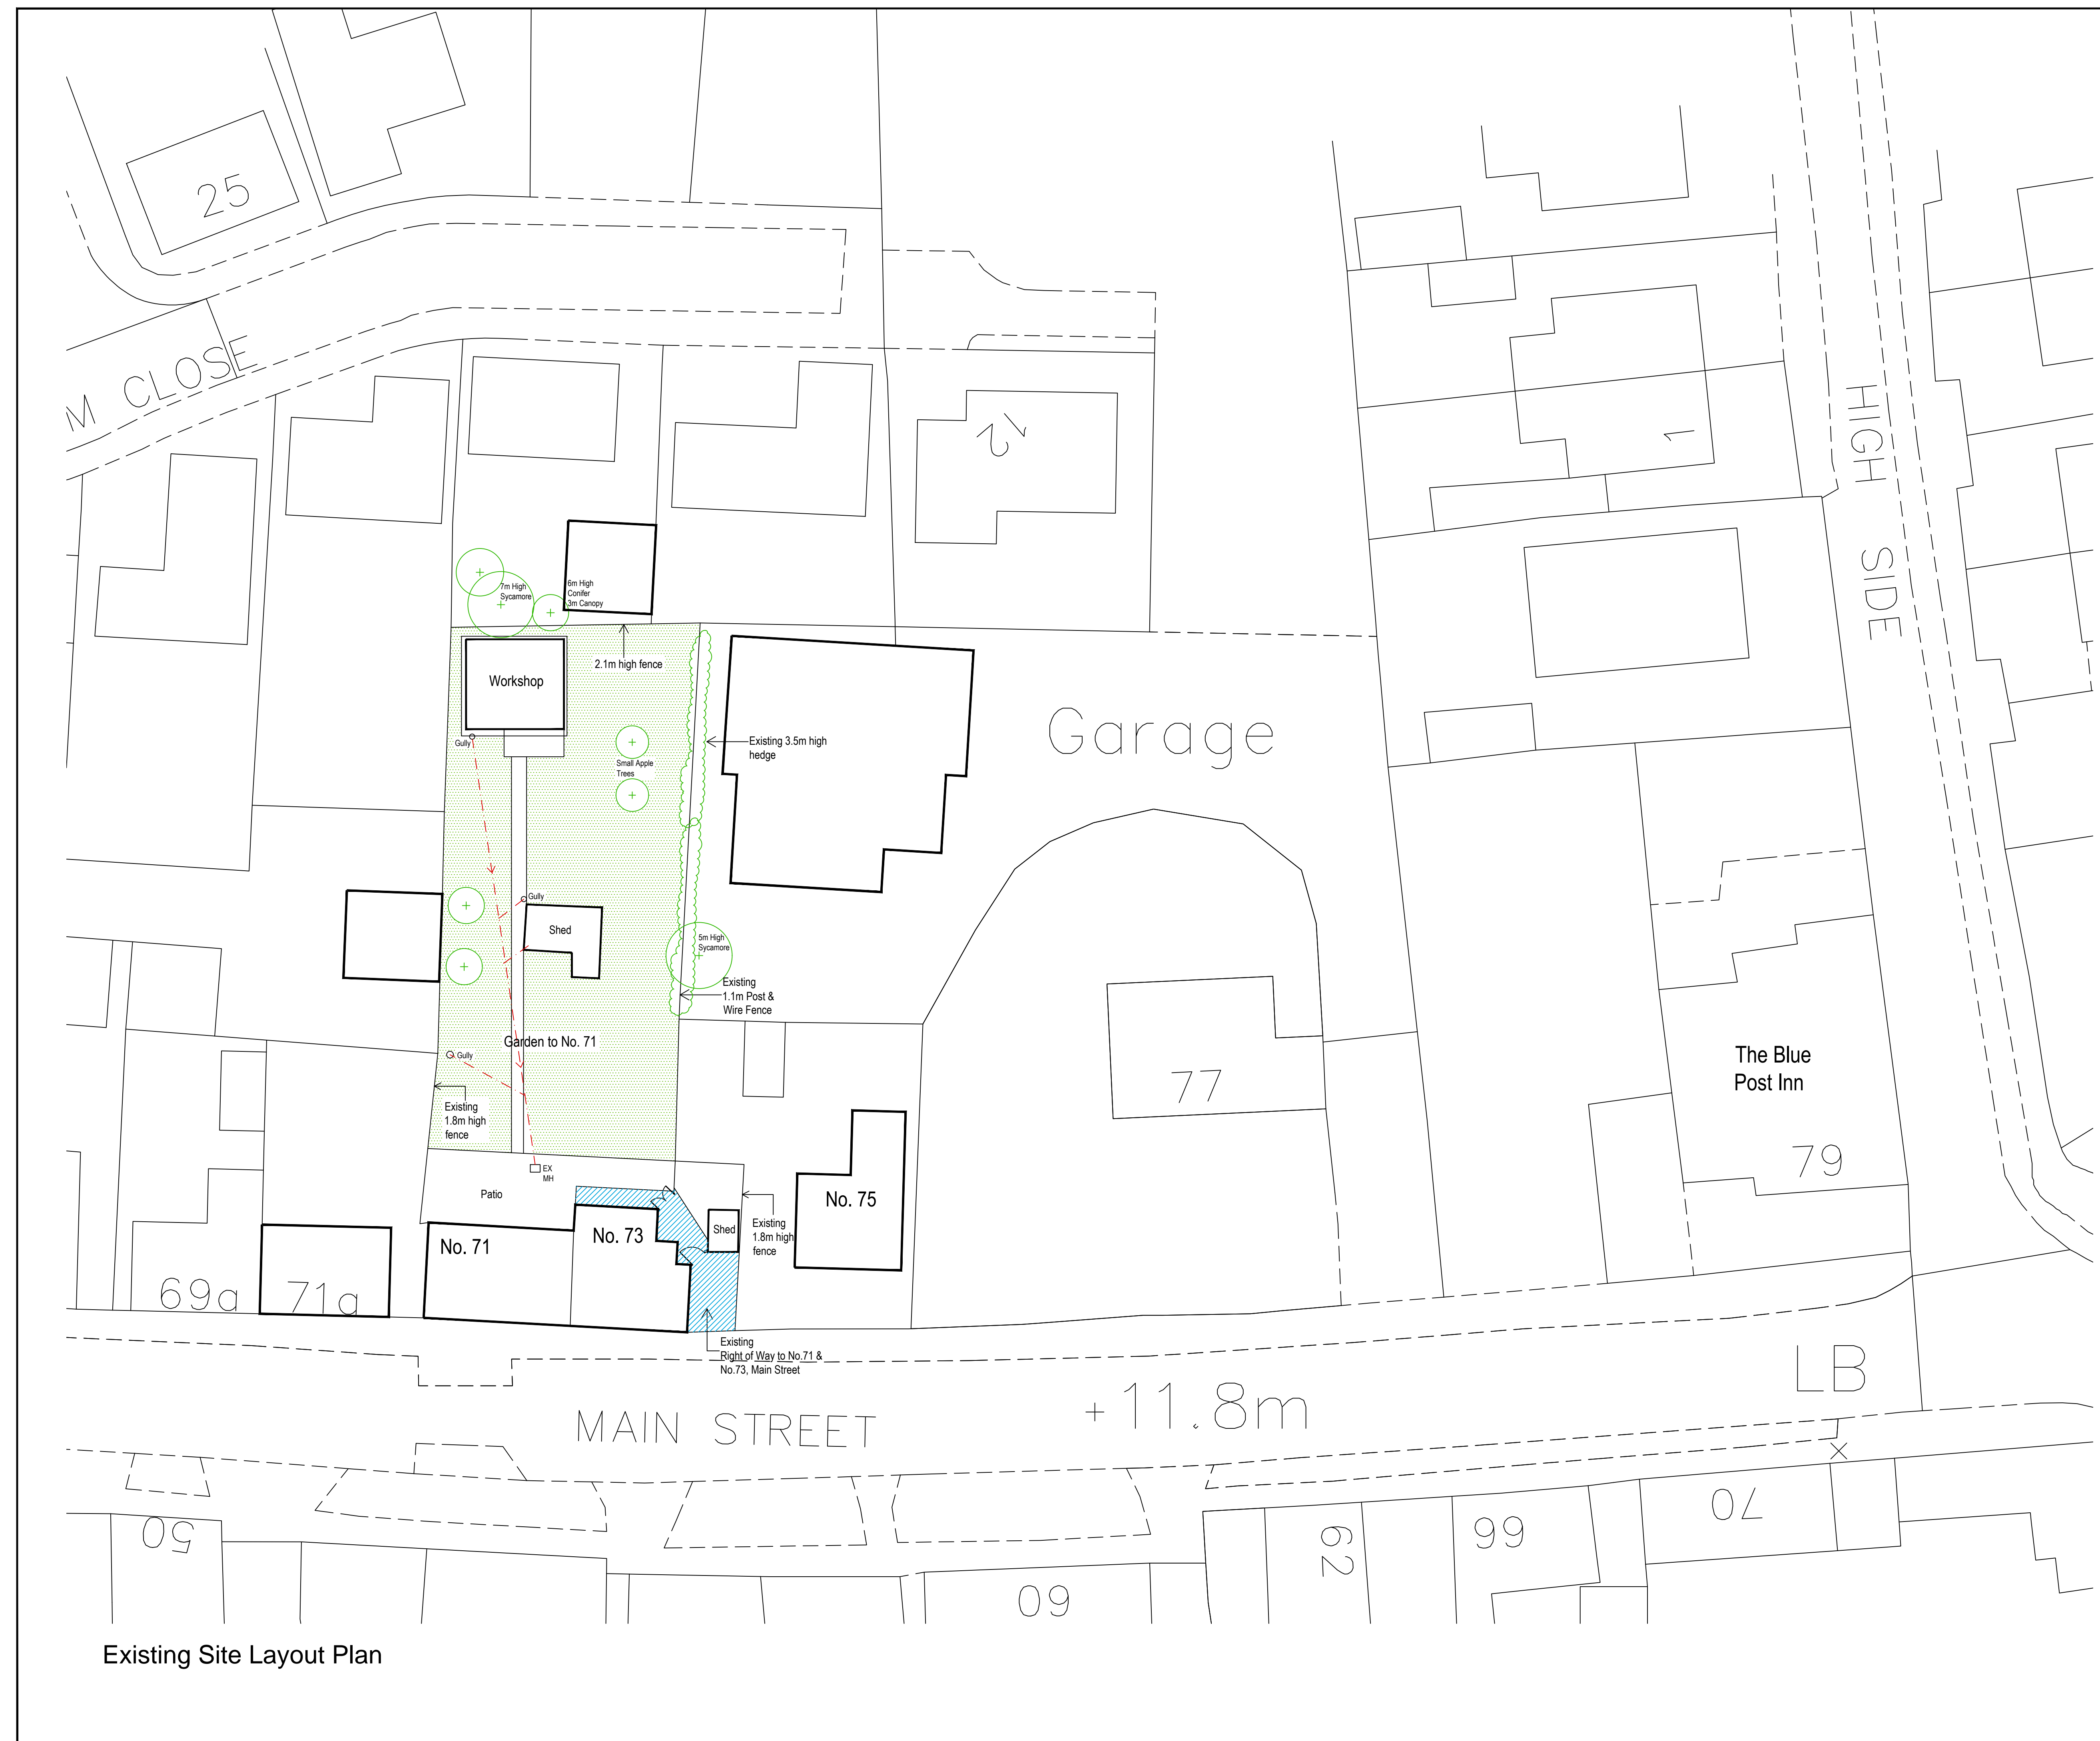 25
M CLOSE
12
1
HIGH SIDE
7m High
Sycamore
6m High
Conifer
3m Canopy
2.1m high fence
Workshop
Gully
Existing 3.5m high
hedge
Small Apple
Trees
Garage
Gully
Shed
5m High
Sycamore
Existing
1.1m Post &
Wire Fence
Garden to No. 71
Gully
Existing
1.8m high
fence
77
The Blue
Post Inn
79
EX
MH
Patio
No. 75
Shed
Existing
1.8m high
fence
No. 71
No. 73
69a
71a
Existing
Right of Way to No.71 &
No.73, Main Street
LB
MAIN STREET
+11.8m
50
60
62
66
70
Existing Site Layout Plan